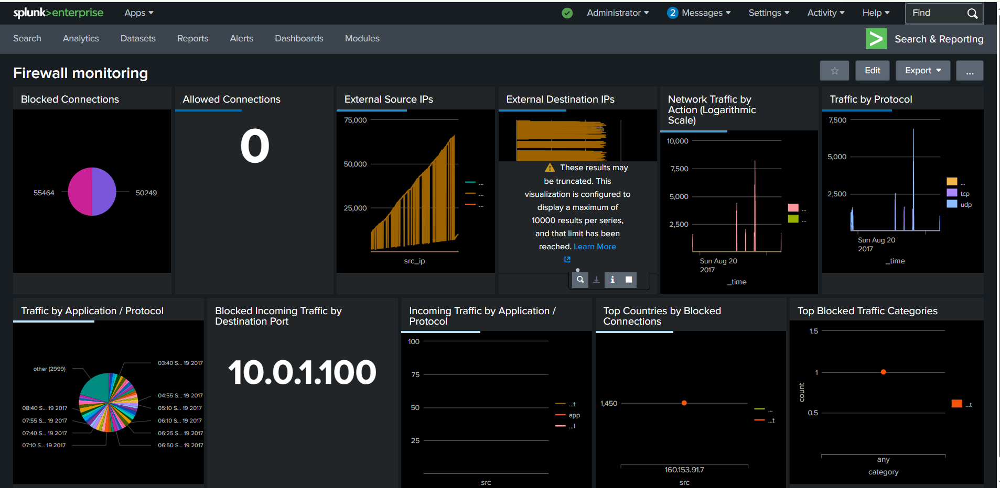 splunk>enterprise
Apps
Administrator
2 Messages
Settings
Activity
Help
Find
Search
Analytics
Datasets
Reports
Alerts
Dashboards
Modules
Search & Reporting
Firewall monitoring
Edit
Export
...
Blocked Connections
55464
50249
Allowed Connections
0
External Source IPs
75,000
50,000
25,000
...
...
...
src_ip
External Destination IPs
These results may
be truncated. This
visualization is configured to
display a maximum of
10000 results per series,
and that limit has been
reached. Learn More
Network Traffic by
Action (Logarithmic
Scale)
10,000
7,500
5,000
2,500
...
...
Sun Aug 20
2017
_time
Traffic by Protocol
7,500
5,000
2,500
...
tcp
udp
Sun Aug 20
2017
_time
Traffic by Application / Protocol
other (2999)
08:40 S... 19 2017
07:55 S... 19 2017
07:40 S... 19 2017
07:10 S... 19 2017
03:40 S... 19 2017
04:55 S... 19 2017
05:10 S... 19 2017
06:10 S... 19 2017
06:25 S... 19 2017
06:50 S... 19 2017
Blocked Incoming Traffic by
Destination Port
10.0.1.100
Incoming Traffic by Application /
Protocol
100
75
50
25
...t
app
...l
src
Top Countries by Blocked
Connections
1,450
...
...t
160.153.91.7
src
Top Blocked Traffic Categories
1.5
1
0.5
count
...t
any
category